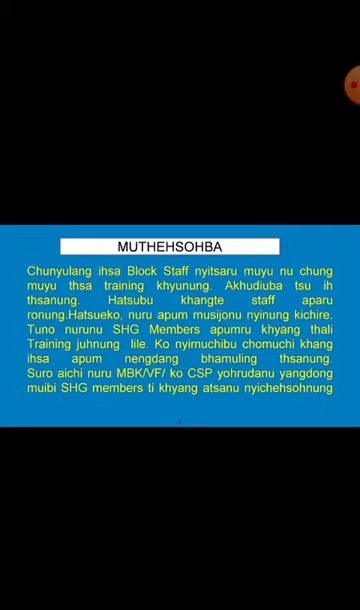 MUTHEHSOHBA
Chunyulang ihsa Block Staff nyitsaru muyu nu chung
muyu thsa training khyunung. Akhudiuba tsu ih
thsanung. Hatsubu khangte staff aparu
ronung.Hatsueko, nuru apum musijonu nyinung kichire.
Tuno nurunu SHG Members apumru khyang thali
Training juhnung lile. Ko nyimuchibu chomuchi khang
ihsa apum nengdang bhamuling thsanung.
Suro aichi nuru MBK/VF/ ko CSP yohrudanu yangdong
muibi SHG members ti khyang atsanu nyichehsohnung